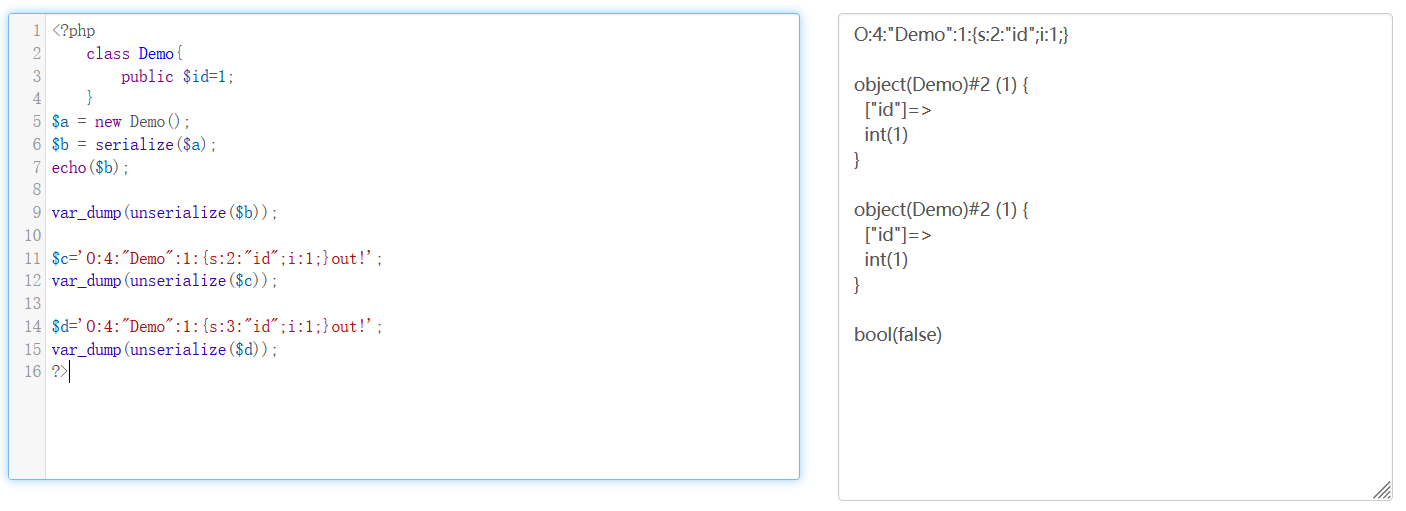 1 <?php
2     class Demo{
3         public $id=1;
4     }
5 $a = new Demo();
6 $b = serialize($a);
7 echo($b);
8
9 var_dump(unserialize($b));
10
11 $c='O:4:"Demo":1:{s:2:"id";i:1;}out!';
12 var_dump(unserialize($c));
13
14 $d='O:4:"Demo":1:{s:3:"id";i:1;}out!';
15 var_dump(unserialize($d));
16 ?>
O:4:"Demo":1:{s:2:"id";i:1;}
object(Demo)#2 (1) {
  ["id"]=>
  int(1)
}
object(Demo)#2 (1) {
  ["id"]=>
  int(1)
}
bool(false)